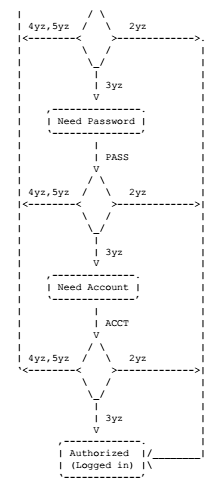 4yz,5yz 2yz
3yz
Need Password
PASS
4yz,5yz 2yz
3yz
Need Account
ACCT
4yz,5yz 2yz
3yz
Authorized
(Logged in)